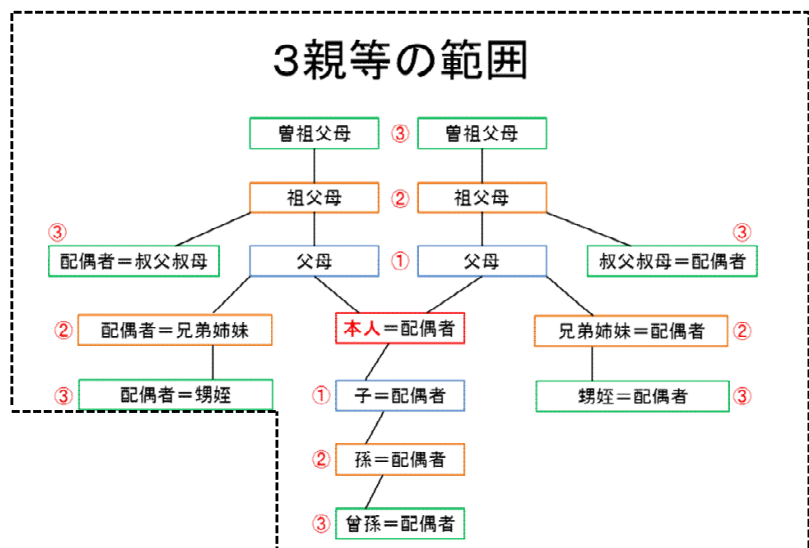 3親等の範囲
曽祖父母 ③ 曽祖父母
祖父母 ② 祖父母
③ ③
配偶者＝叔父叔母 父母 ① 父母 叔父叔母＝配偶者
② 配偶者＝兄弟姉妹 本人＝配偶者 兄弟姉妹＝配偶者 ②
③ 配偶者＝甥姪 ① 子＝配偶者 甥姪＝配偶者 ③
② 孫＝配偶者
③ 曾孫＝配偶者